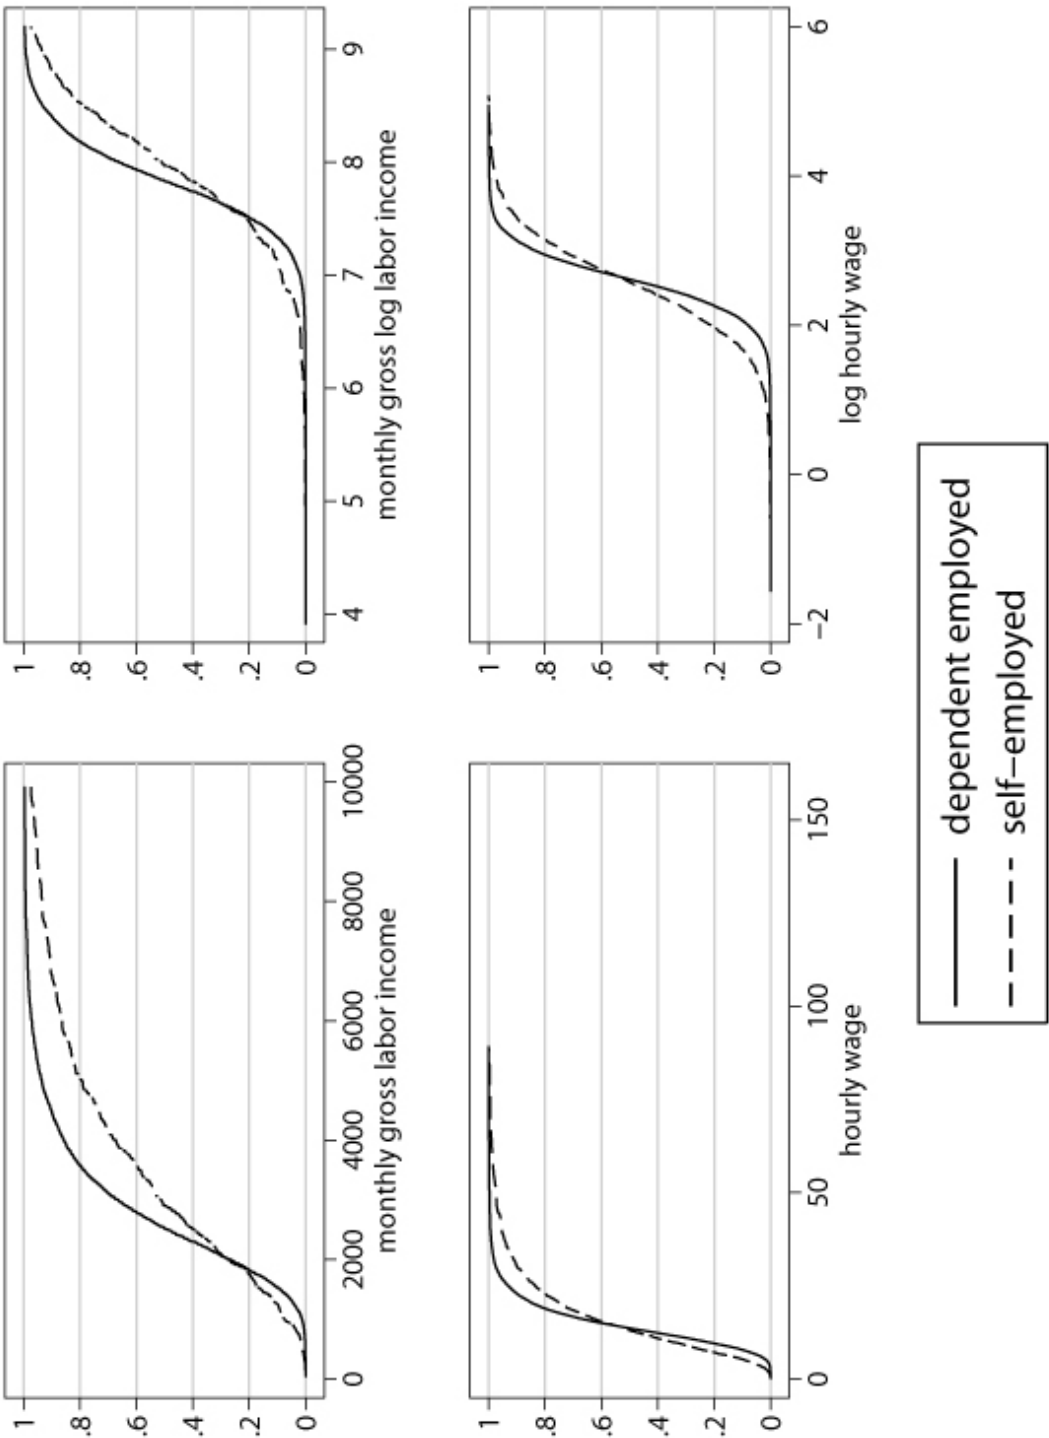 1
.8
.6
.4
.2
0
0 2000 4000 6000 8000 10000
monthly gross labor income
1
.8
.6
.4
.2
0
4 5 6 7 8 9
monthly gross log labor income
1
.8
.6
.4
.2
0
0 50 100 150
hourly wage
1
.8
.6
.4
.2
0
−2 0 2 4 6
log hourly wage
dependent employed
self−employed